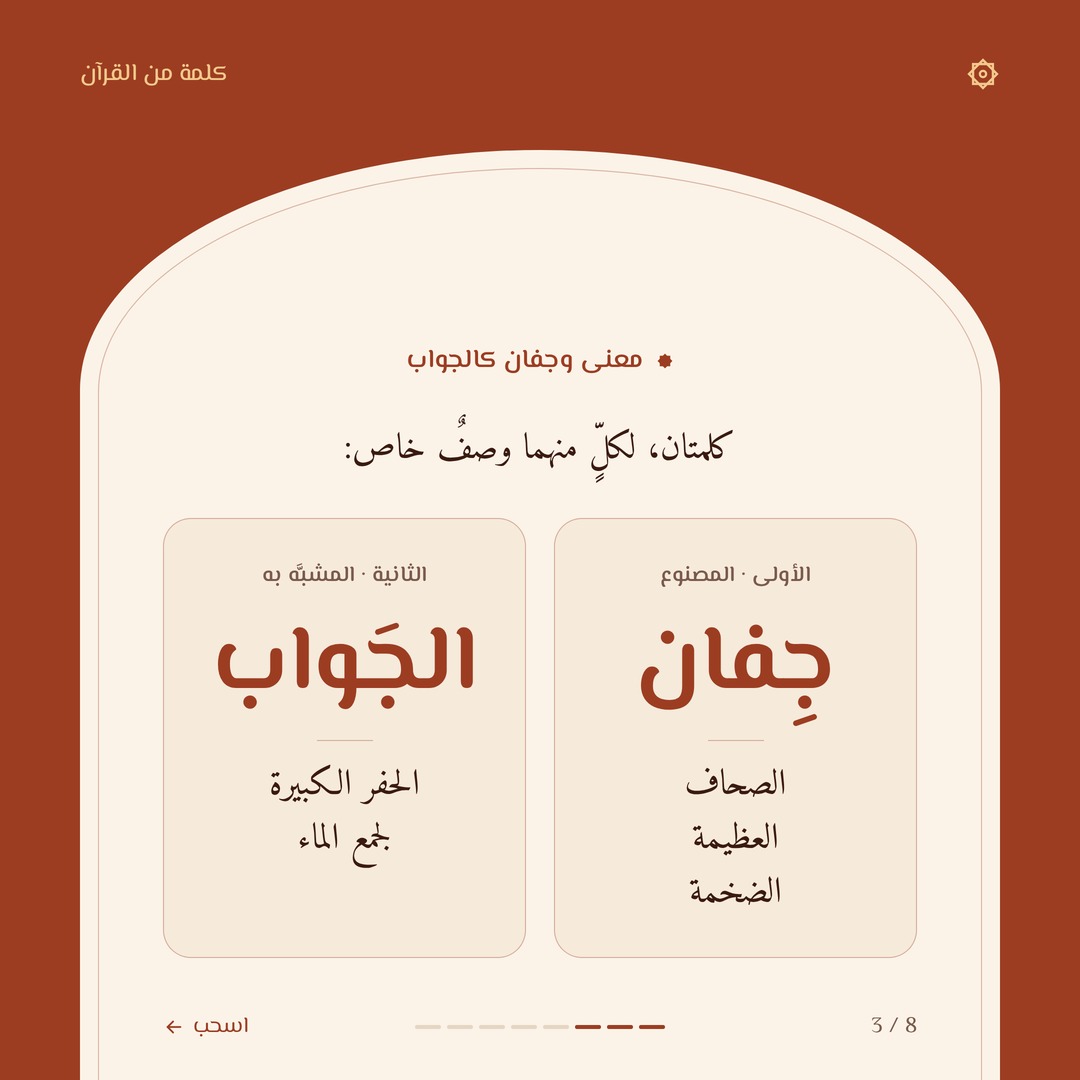 كلمة من القرآن
معنى وجفان كالجواب
كلمتان، لكلٍّ منهما وصفٌ خاص:
الأولى · المصنوع
جِفان
الصحاف
العظيمة
الضخمة
الثانية · المشبَّه به
الجَواب
الحفر الكبيرة
لجمع الماء
3 / 8
اسحب ←